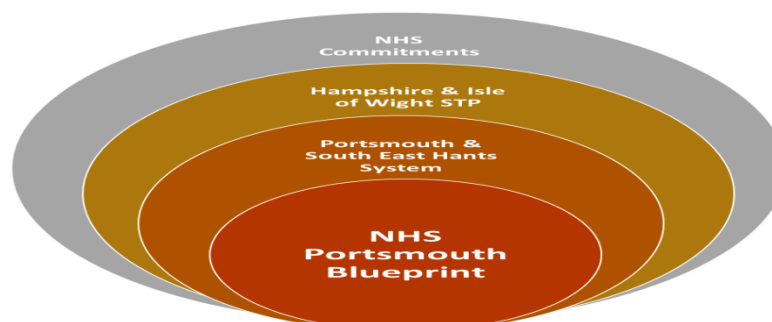 NHS
Commitments
Hampshire & Isle
of Wight STP
Portsmouth &
South East Hants
System
NHS
Portsmouth
Blueprint